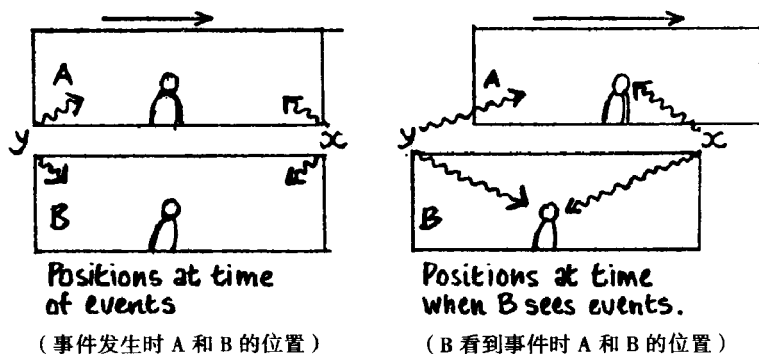 A
y
x
B
Positions at time
of events
(事件发生时 A 和 B 的位置)
A
y
x
B
Positions at time
when B sees events.
(B 看到事件时 A 和 B 的位置)